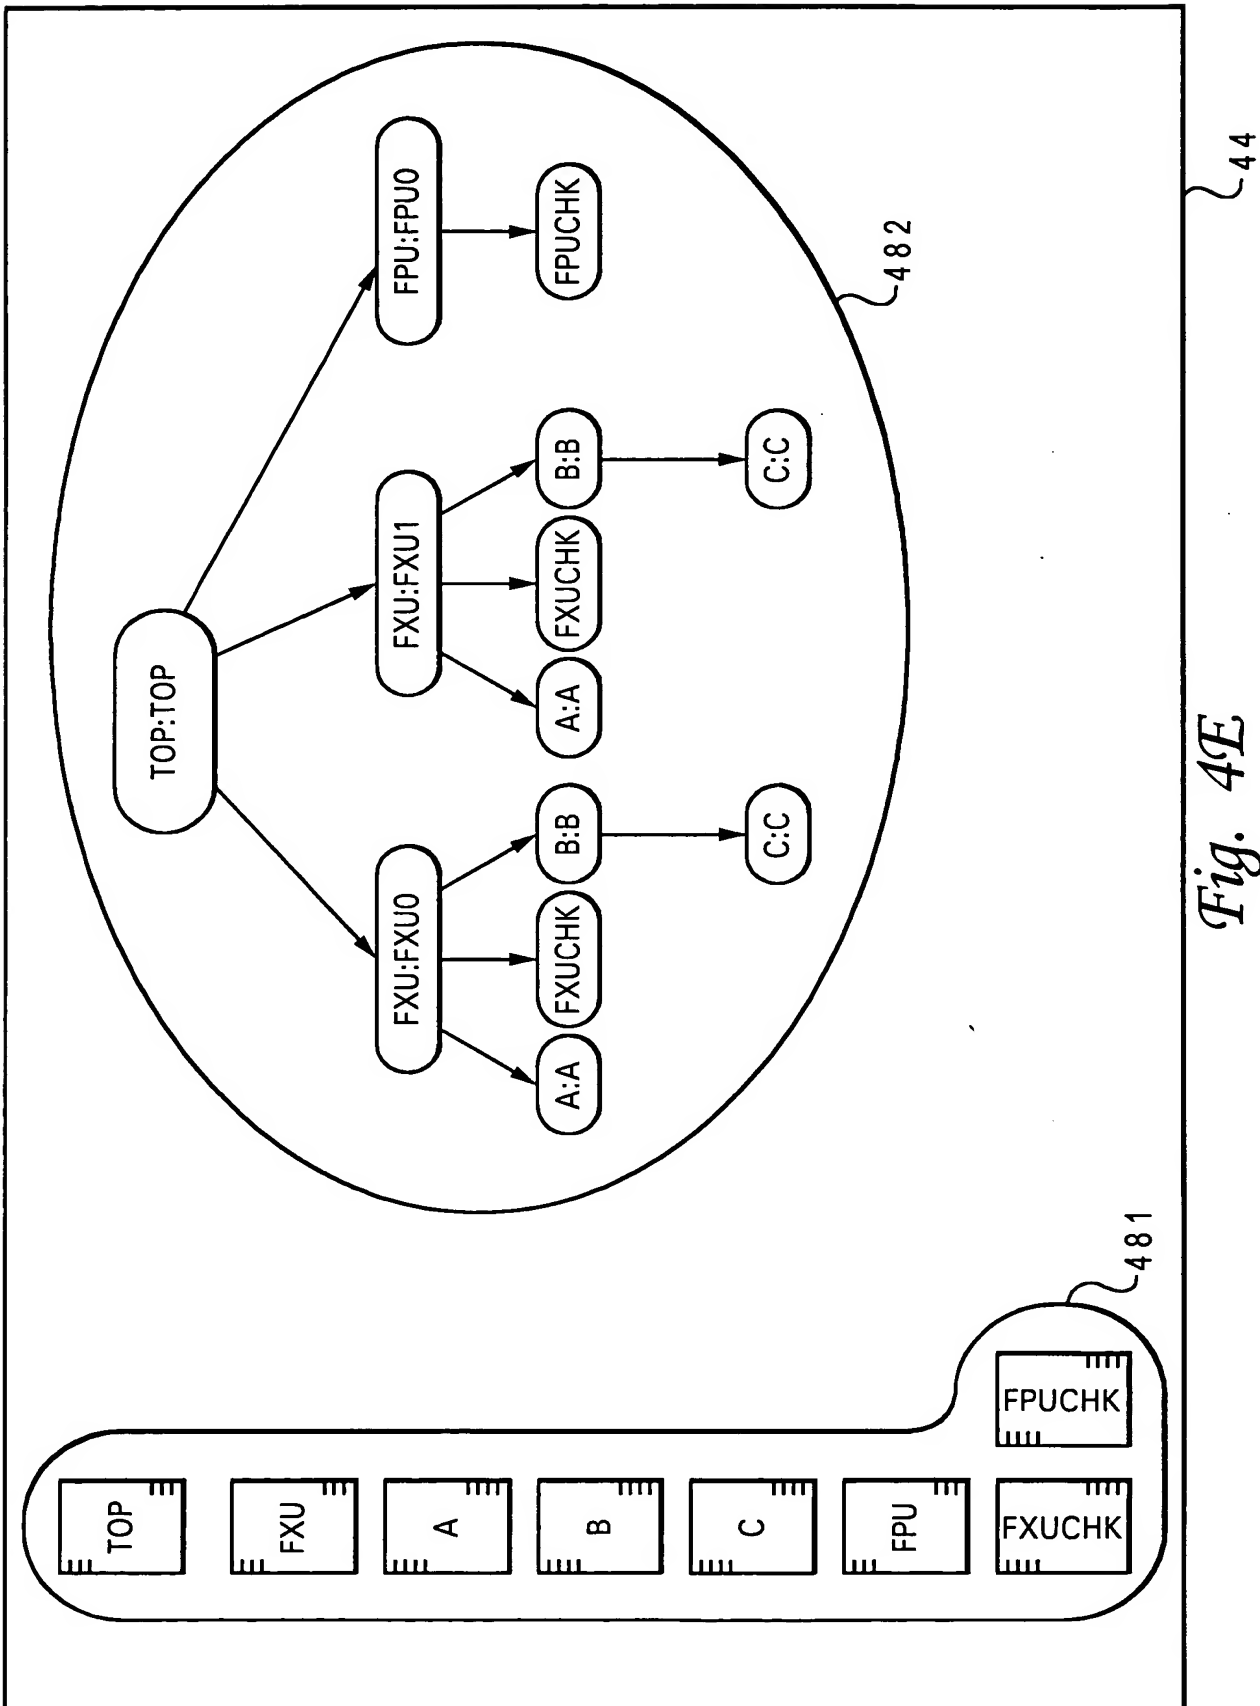 TOP
FXU
A
B
C
FPU
FXUCHK
FPUCHK
481
TOP:TOP
FXU:FXU0
FXU:FXU1
FPU:FPU0
A:A
FXUCHK
B:B
A:A
FXUCHK
B:B
FPUCHK
C:C
C:C
482
44
Fig. 4E